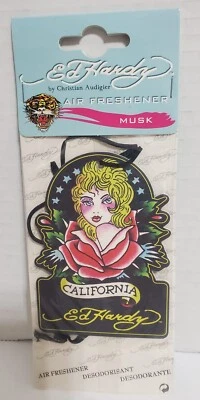 Ed Hardy
by Christian Audigier
AIR FRESHENER
MUSK
CALIFORNIA
Ed Hardy
AIR FRESHENER DESODORISANT DESODORANTE